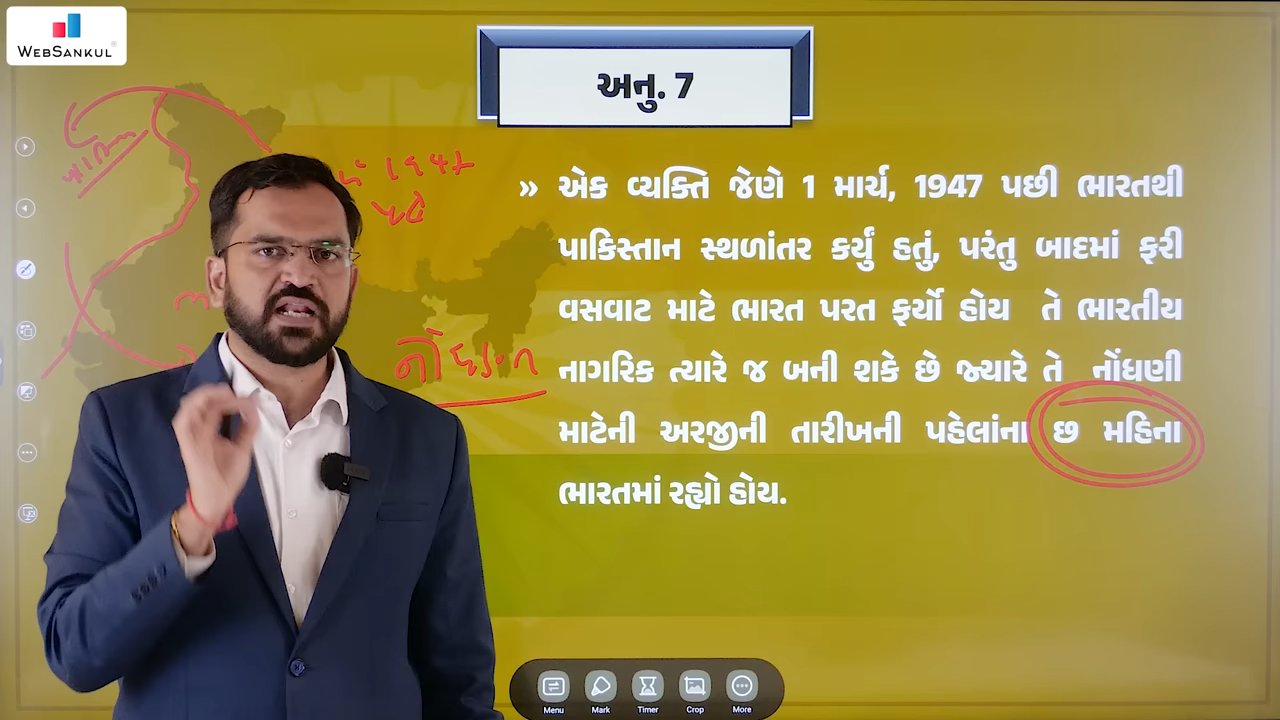 WEBSANKUL
અનુ. 7
» એક વ્યક્તિ જેણે 1 માર્ચ, 1947 પછી ભારતથી
પાકિસ્તાન સ્થળાંતર કર્યું હતું, પરંતુ બાદમાં ફરી
વસવાટ માટે ભારત પરત ફર્યો હોય તે ભારતીય
નાગરિક ત્યારે જ બની શકે છે જ્યારે તે નોંધણી
માટેની અરજીની તારીખની પહેલાંના છ મહિના
ભારતમાં રહ્યો હોય.
Menu Mark Timer Crop More